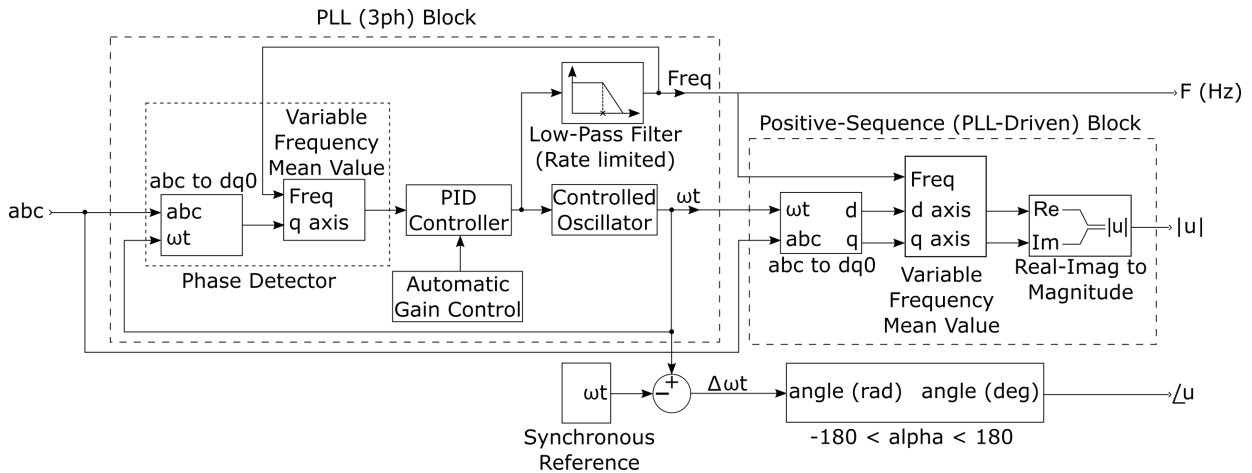 PLL (3ph) Block
Freq
F (Hz)
Variable
Frequency
Mean Value
Low-Pass Filter
(Rate limited)
Positive-Sequence (PLL-Driven) Block
abc to dq0
abc
abc
ωt
Freq
q axis
PID
Controller
Controlled
Oscillator
ωt
Phase Detector
Automatic
Gain Control
ωt d
abc q
abc to dq0
Freq
d axis
q axis
Variable
Frequency
Mean Value
Re
Im
|u|
Real-Imag to
Magnitude
|u|
ωt
Synchronous
Reference
+
−
Δωt
angle (rad) angle (deg)
-180 < alpha < 180
∠u